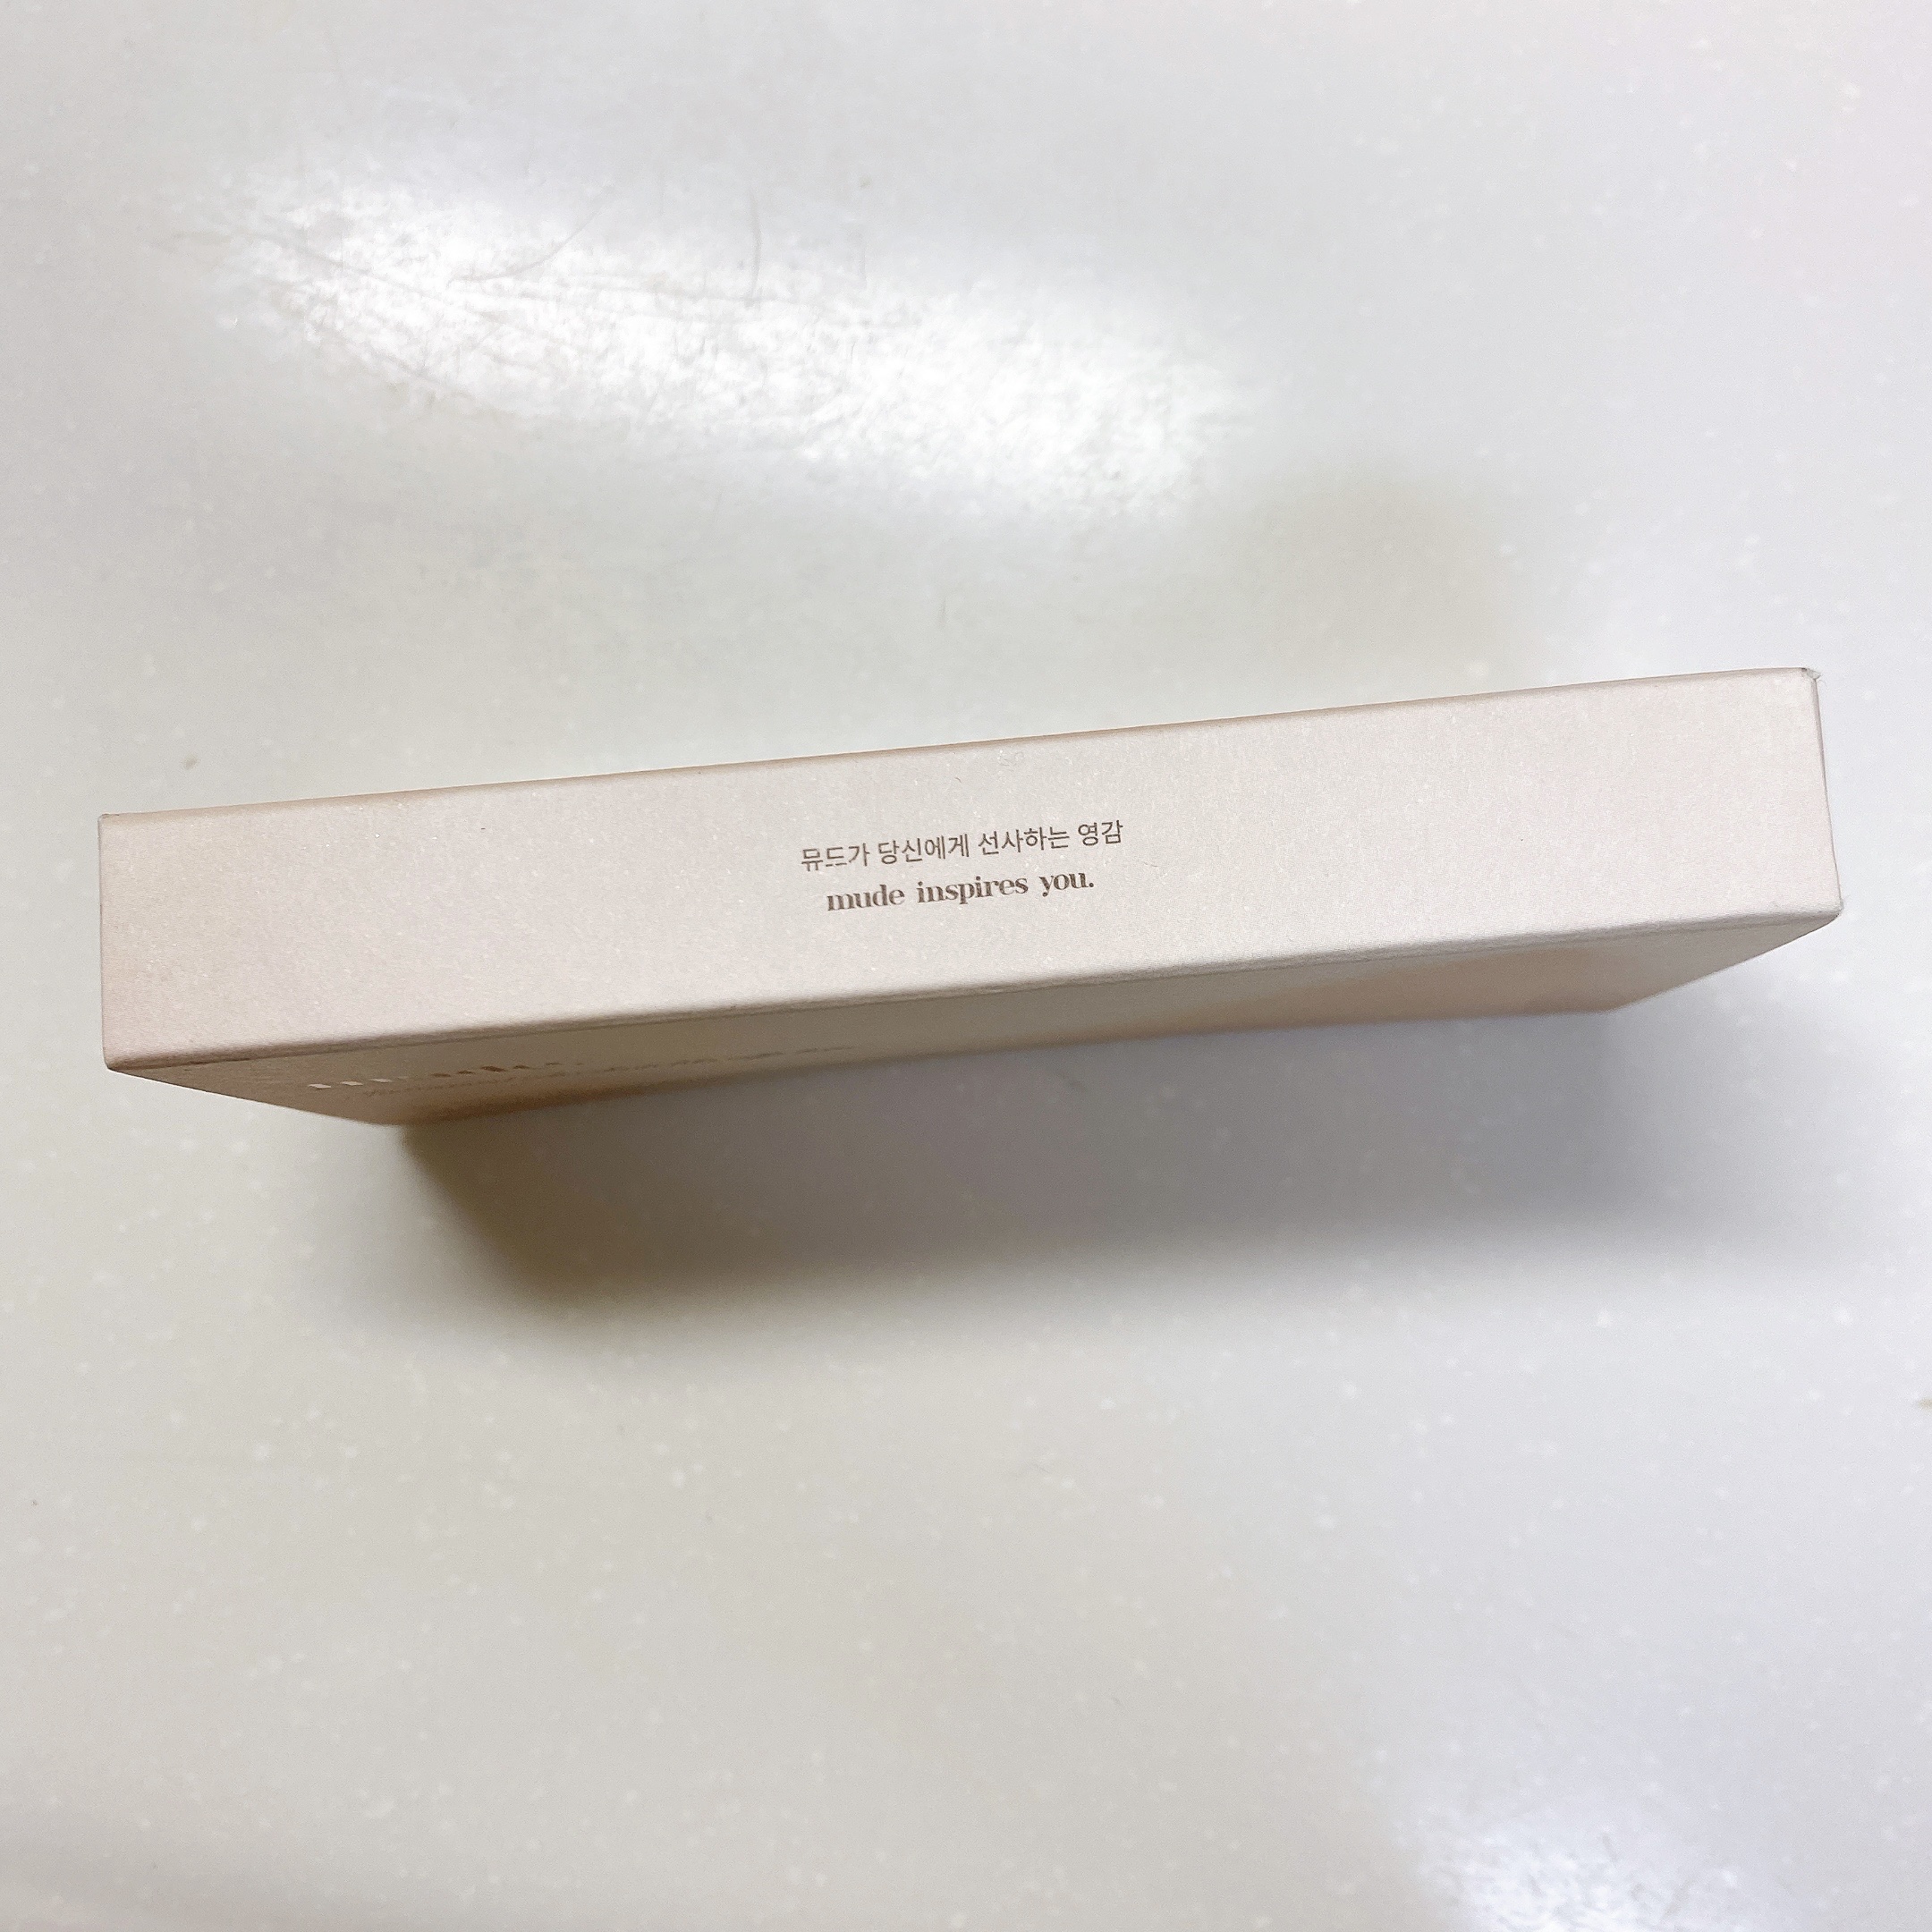 뮤드가 당신에게 선사하는 영감
mude inspires you.